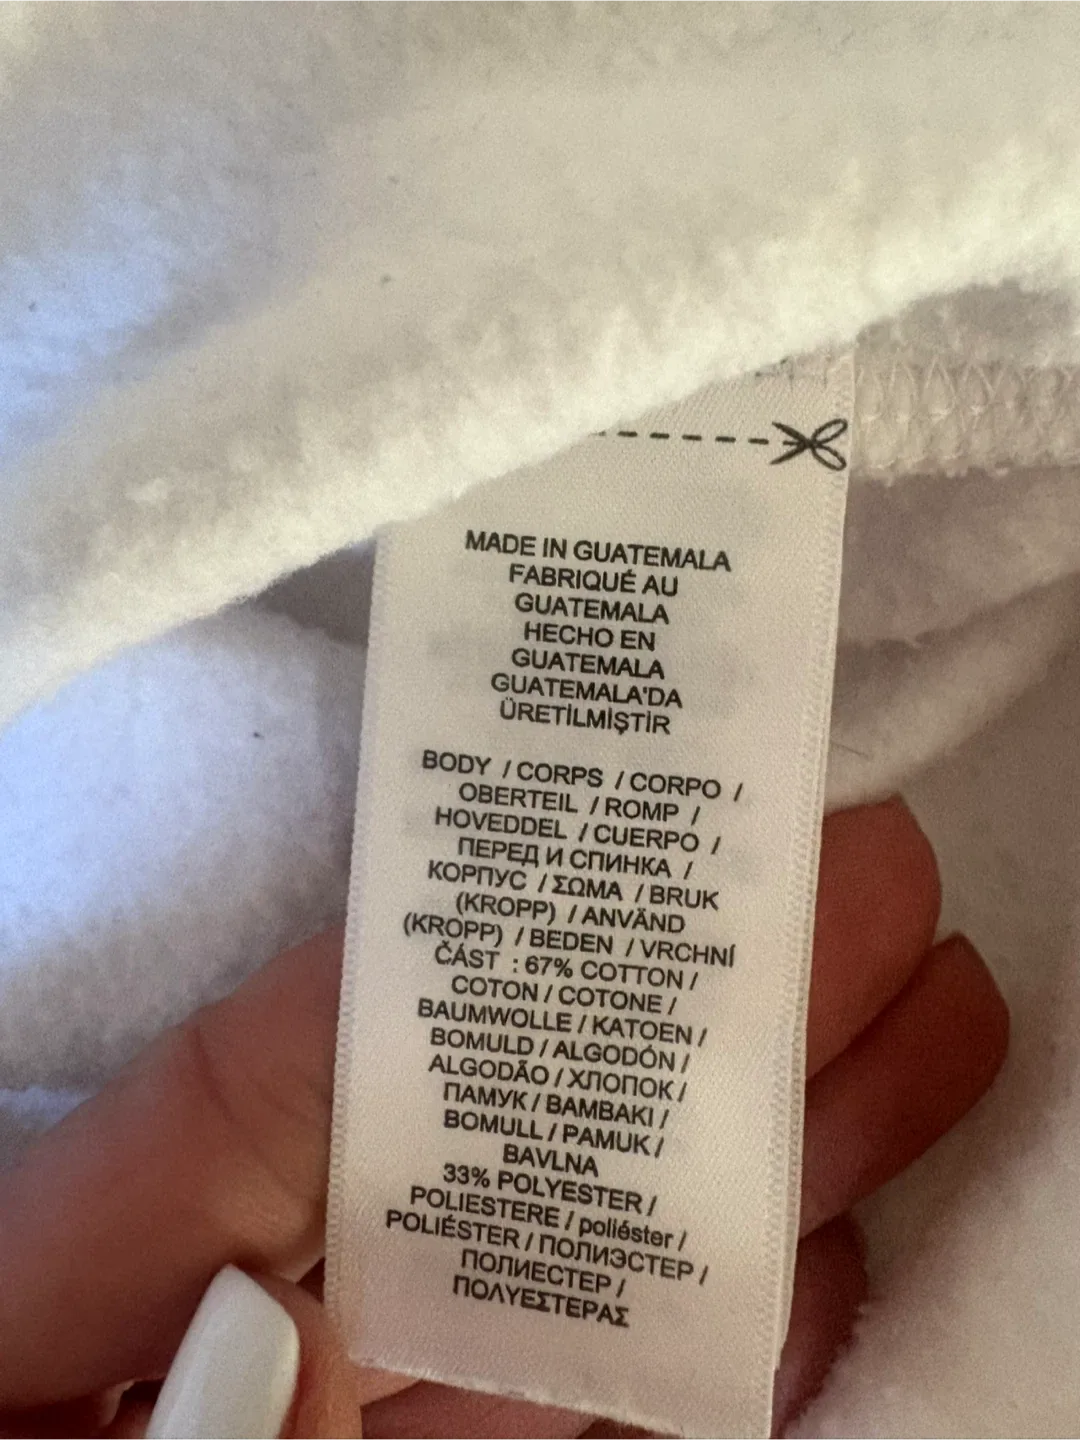 MADE IN GUATEMALA
FABRIQUÉ AU
GUATEMALA
HECHO EN
GUATEMALA
GUATEMALA'DA
ÜRETİLMİŞTİR
BODY / CORPS / CORPO /
OBERTEIL / ROMP /
HOVEDDEL / CUERPO /
ПЕРЕД И СПИНКА /
КОРПУС / ΣΩΜΑ / BRUK
(KROPP) / ANVÄND
(KROPP) / BEDEN / VRCHNÍ
ČÁST : 67% COTTON /
COTON / COTONE /
BAUMWOLLE / KATOEN /
BOMULD / ALGODÓN /
ALGODÃO / ХЛОПОК /
ПАМУК / BAMBAKI /
BOMULL / PAMUK /
BAVLNA
33% POLYESTER /
POLIESTERE / poliéster /
POLIÉSTER / ПОЛИЭСТЕР /
ПОЛИЕСТЕР /
ΠΟΛΥΕΣΤΕΡΑΣ